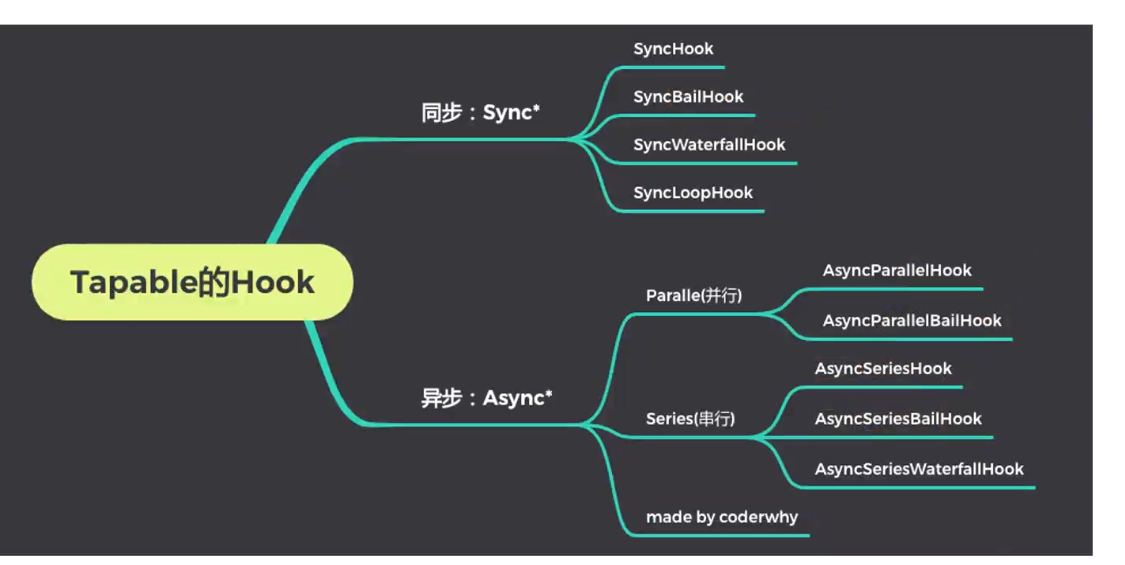 Tapable的Hook
同步：Sync*
SyncHook
SyncBailHook
SyncWaterfallHook
SyncLoopHook
异步：Async*
Paralle(并行)
AsyncParallelHook
AsyncParallelBailHook
Series(串行)
AsyncSeriesHook
AsyncSeriesBailHook
AsyncSeriesWaterfallHook
made by coderwhy